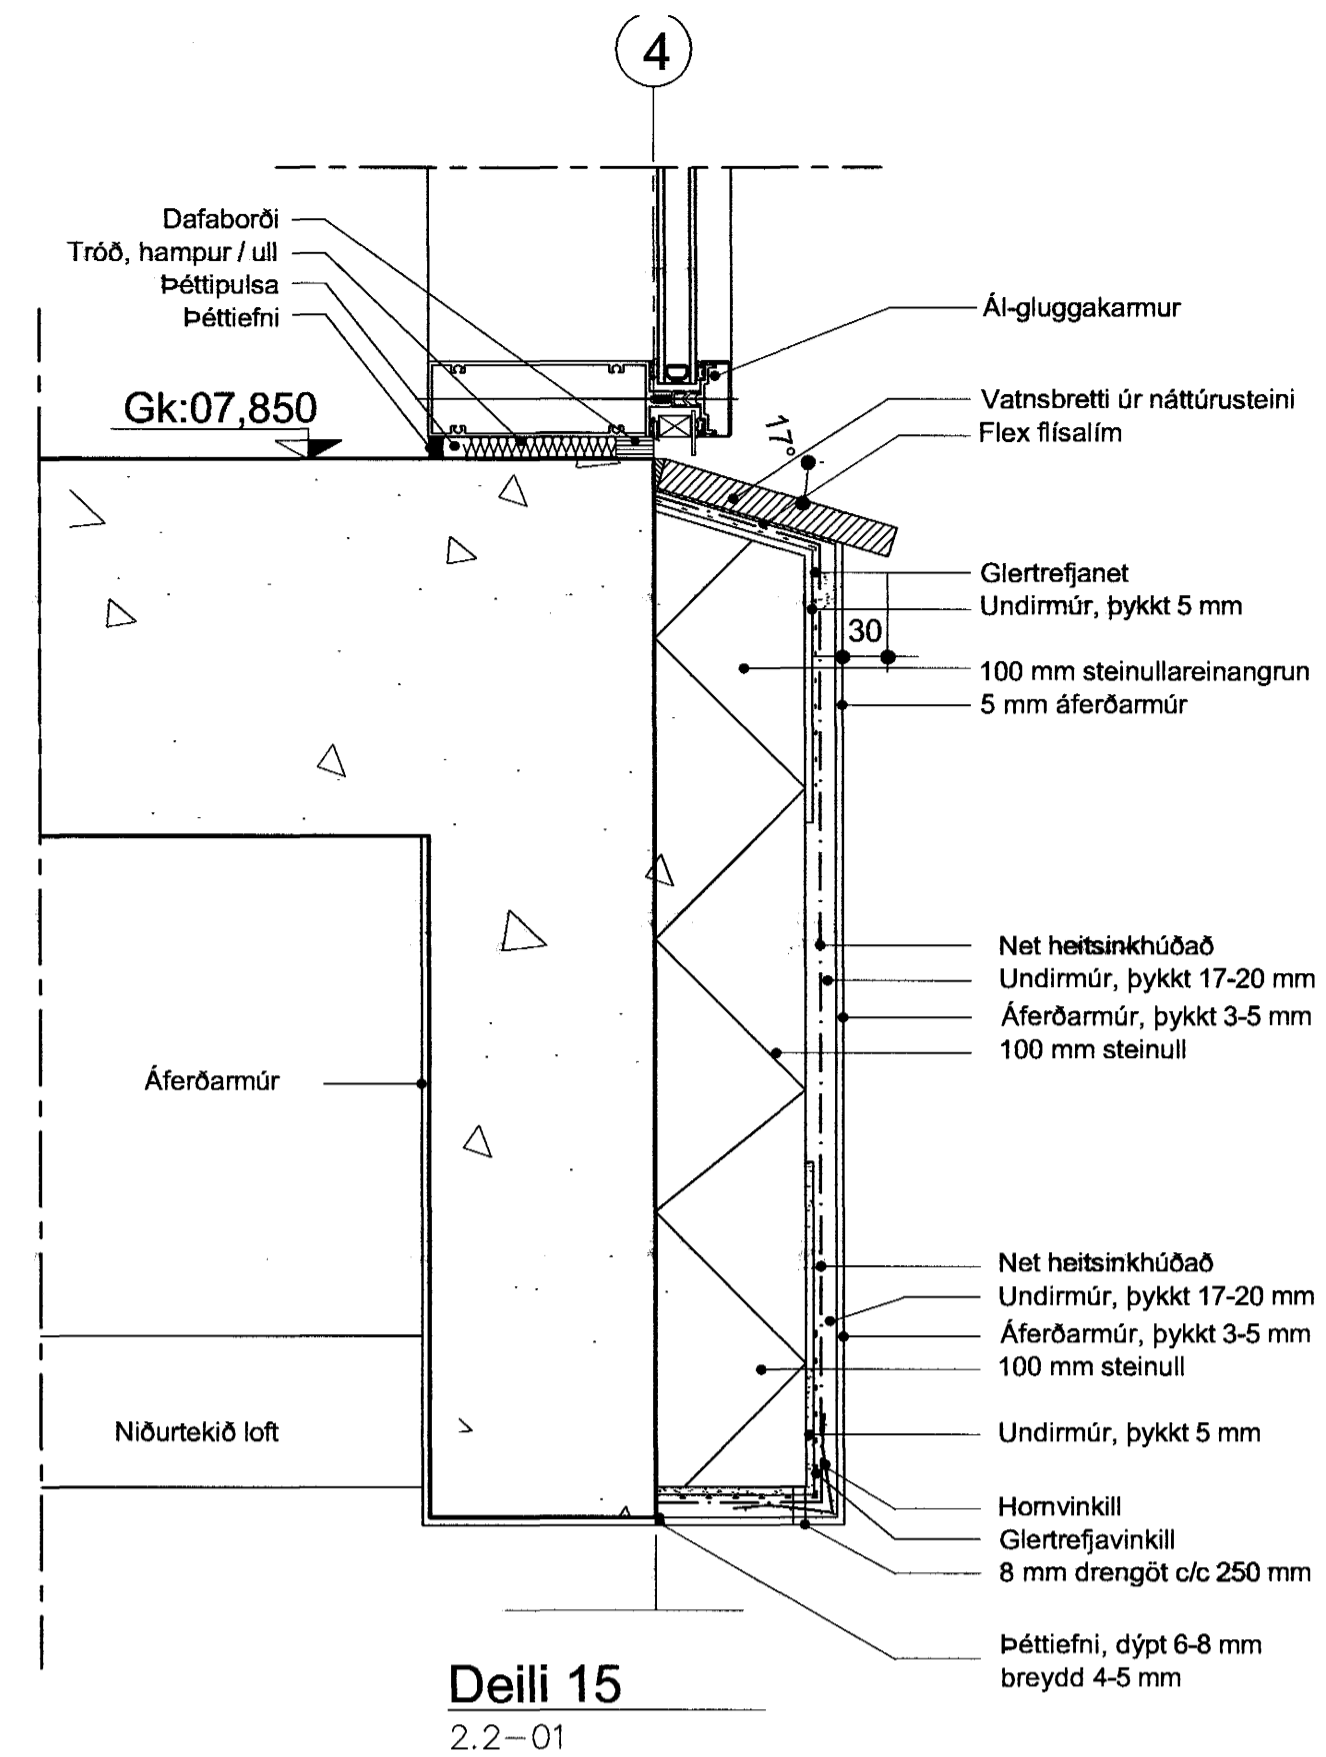 4
Dafaborði
Tróð, hampur / ull
Þéttipulsa
Þéttiefni
Gk:07,850
Ál-gluggakarmur
Vatnsbretti úr náttúrusteini
Flex flísalím
17°
Glertrefjanet
Undirmúr, þykkt 5 mm
30
100 mm steinullareinangrun
5 mm áferðarmúr
Net heitsinkhúðað
Undirmúr, þykkt 17-20 mm
Áferðarmúr, þykkt 3-5 mm
100 mm steinull
Áferðarmúr
Net heitsinkhúðað
Undirmúr, þykkt 17-20 mm
Áferðarmúr, þykkt 3-5 mm
100 mm steinull
Niðurtekið loft
Undirmúr, þykkt 5 mm
Hornvinkill
Glertrefjavinkill
8 mm drengöt c/c 250 mm
Þéttiefni, dýpt 6-8 mm
breydd 4-5 mm
Deili 15
2.2-01